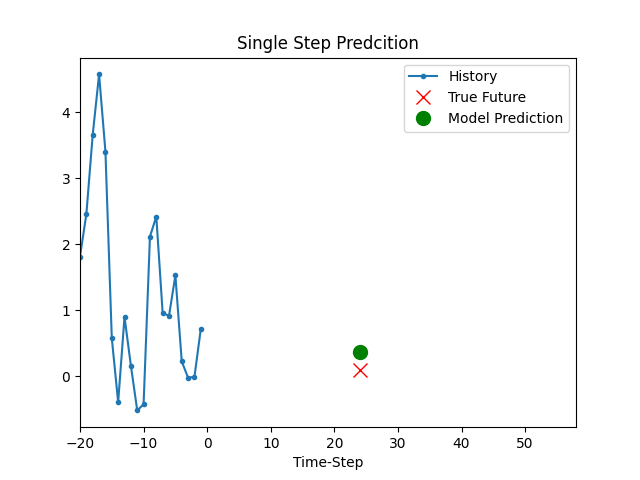 Single Step Predcition
History
True Future
Model Prediction
4
3
2
1
0
−20 −10 0 10 20 30 40 50
Time-Step